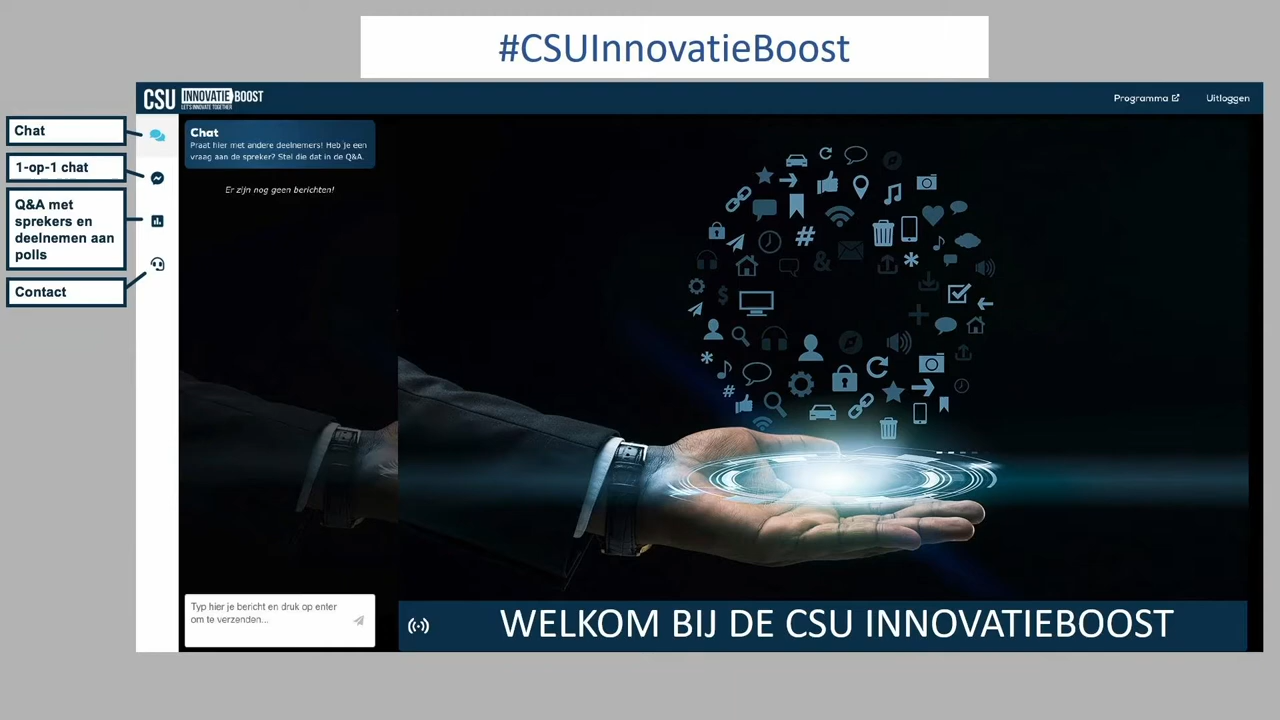 #CSUInnovatieBoost
CSU INNOVATIE BOOST
LET'S INNOVATE TOGETHER
Programma
Uitloggen
Chat
1-op-1 chat
Q&A met
sprekers en
deelnemen aan
polls
Contact
Chat
Praat hier met andere deelnemers! Heb je een
vraag aan de spreker? Stel die dat in de Q&A.
Er zijn nog geen berichten!
Typ hier je bericht en druk op enter
om te verzenden...
WELKOM BIJ DE CSU INNOVATIEBOOST